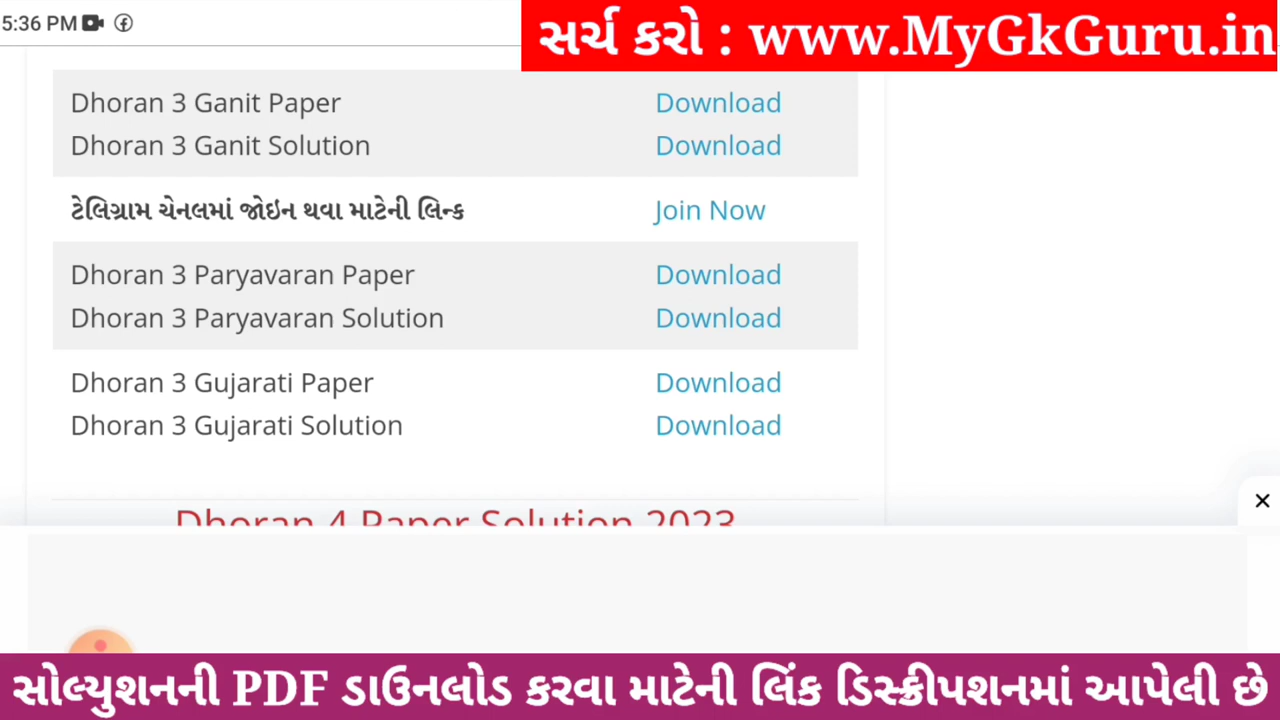 5:36 PM
સર્ચ કરો : www.MyGkGuru.in
Dhoran 3 Ganit Paper Download
Dhoran 3 Ganit Solution Download
ટેલિગ્રામ ચેનલમાં જોઇન થવા માટેની લિન્ક Join Now
Dhoran 3 Paryavaran Paper Download
Dhoran 3 Paryavaran Solution Download
Dhoran 3 Gujarati Paper Download
Dhoran 3 Gujarati Solution Download
Dhoran 4 Paper Solution 2023
સોલ્યુશનની PDF ડાઉનલોડ કરવા માટેની લિંક ડિસ્ક્રીપશનમાં આપેલી છે